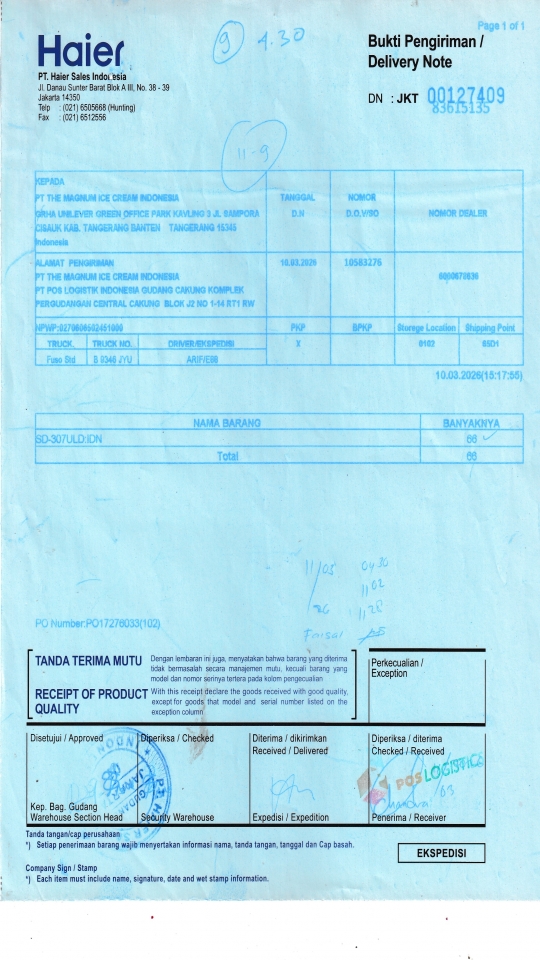 Page 1 of 1
9 4.30
Haier
PT. Haier Sales Indonesia
Jl. Danau Sunter Barat Blok A III, No. 38 - 39
Jakarta 14350
Telp : (021) 6505668 (Hunting)
Fax : (021) 6512556
Bukti Pengiriman /
Delivery Note
DN : JKT 00127409
83615135
11-9
KEPADA
PT THE MAGNUM ICE CREAM INDONESIA
GRHA UNILEVER GREEN OFFICE PARK KAVLING 3 JL SAMPORA
CISAUK KAB. TANGERANG BANTEN TANGERANG 15345
Indonesia
TANGGAL
D.N
NOMOR
D.O.V/SO
NOMOR DEALER
ALAMAT PENGIRIMAN
PT THE MAGNUM ICE CREAM INDONESIA
PT POS LOGISTIK INDONESIA GUDANG CAKUNG KOMPLEK
PERGUDANGAN CENTRAL CAKUNG BLOK J2 NO 1-14 RT1 RW
10.03.2026
10583276
NPWP:0270606502451000
PKP
BPKP
Storage Location
Shipping Point
TRUCK.
TRUCK NO.
DRIVER/EKSPEDISI
X
0102
65D1
Fuso Std
B 9346 JYU
10.03.2026(15:17:55)
NAMA BARANG
BANYAKNYA
SD-307ULD:IDN
66
Total
66
11/05
1102
26
1128
Faisal
PO Number:PO17276033(102)
TANDA TERIMA MUTU
Dengan lembaran ini juga, menyatakan bahwa barang yang diterima
tidak bermasalah secara manajemen mutu, kecuali barang yang
model dan nomor serinya tertera pada kolom pengecualian
RECEIPT OF PRODUCT
QUALITY
With this receipt declare the goods received with good quality,
except for goods that model and serial number listed on the
exception column
Perkecualian /
Exception
Disetujui / Approved
Diperiksa / Checked
Diterima / dikirimkan
Received / Delivered
Diperiksa / diterima
Checked / Received
POS LOGISTICS
Kep. Bag. Gudang
Warehouse Section Head
Security Warehouse
Expedisi / Expedition
Penerima / Receiver
Tanda tangan/cap perusahaan
*) Setiap penerimaan barang wajib menyertakan informasi nama, tanda tangan, tanggal dan Cap basah.
EKSPEDISI
Company Sign / Stamp
*) Each item must include name, signature, date and wet stamp information.